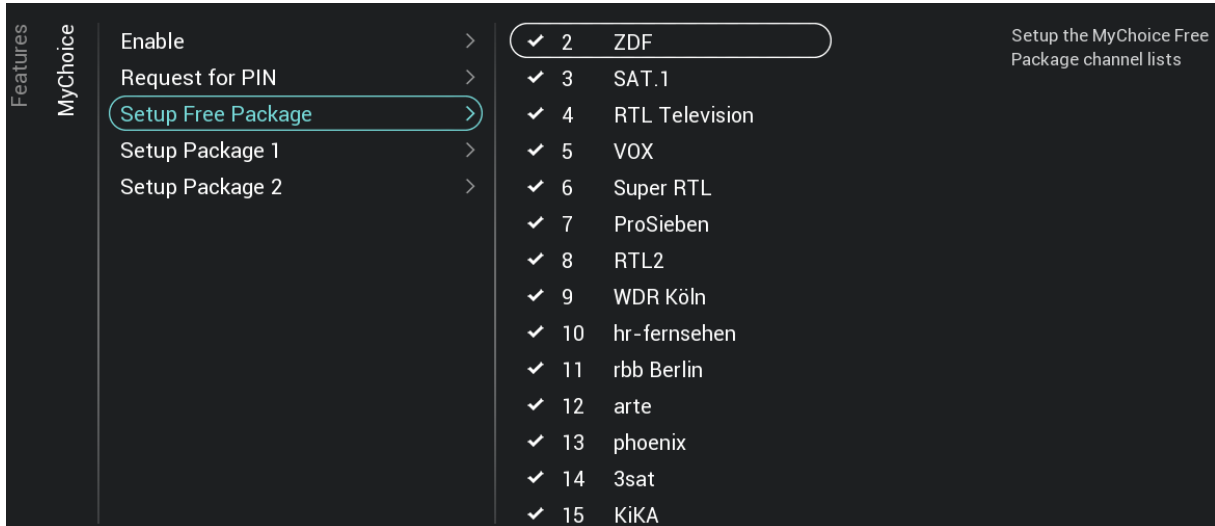 Features
MyChoice
Enable
Request for PIN
Setup Free Package
Setup Package 1
Setup Package 2
2 ZDF
3 SAT.1
4 RTL Television
5 VOX
6 Super RTL
7 ProSieben
8 RTL2
9 WDR Köln
10 hr-fernsehen
11 rbb Berlin
12 arte
13 phoenix
14 3sat
15 KiKA
Setup the MyChoice Free
Package channel lists